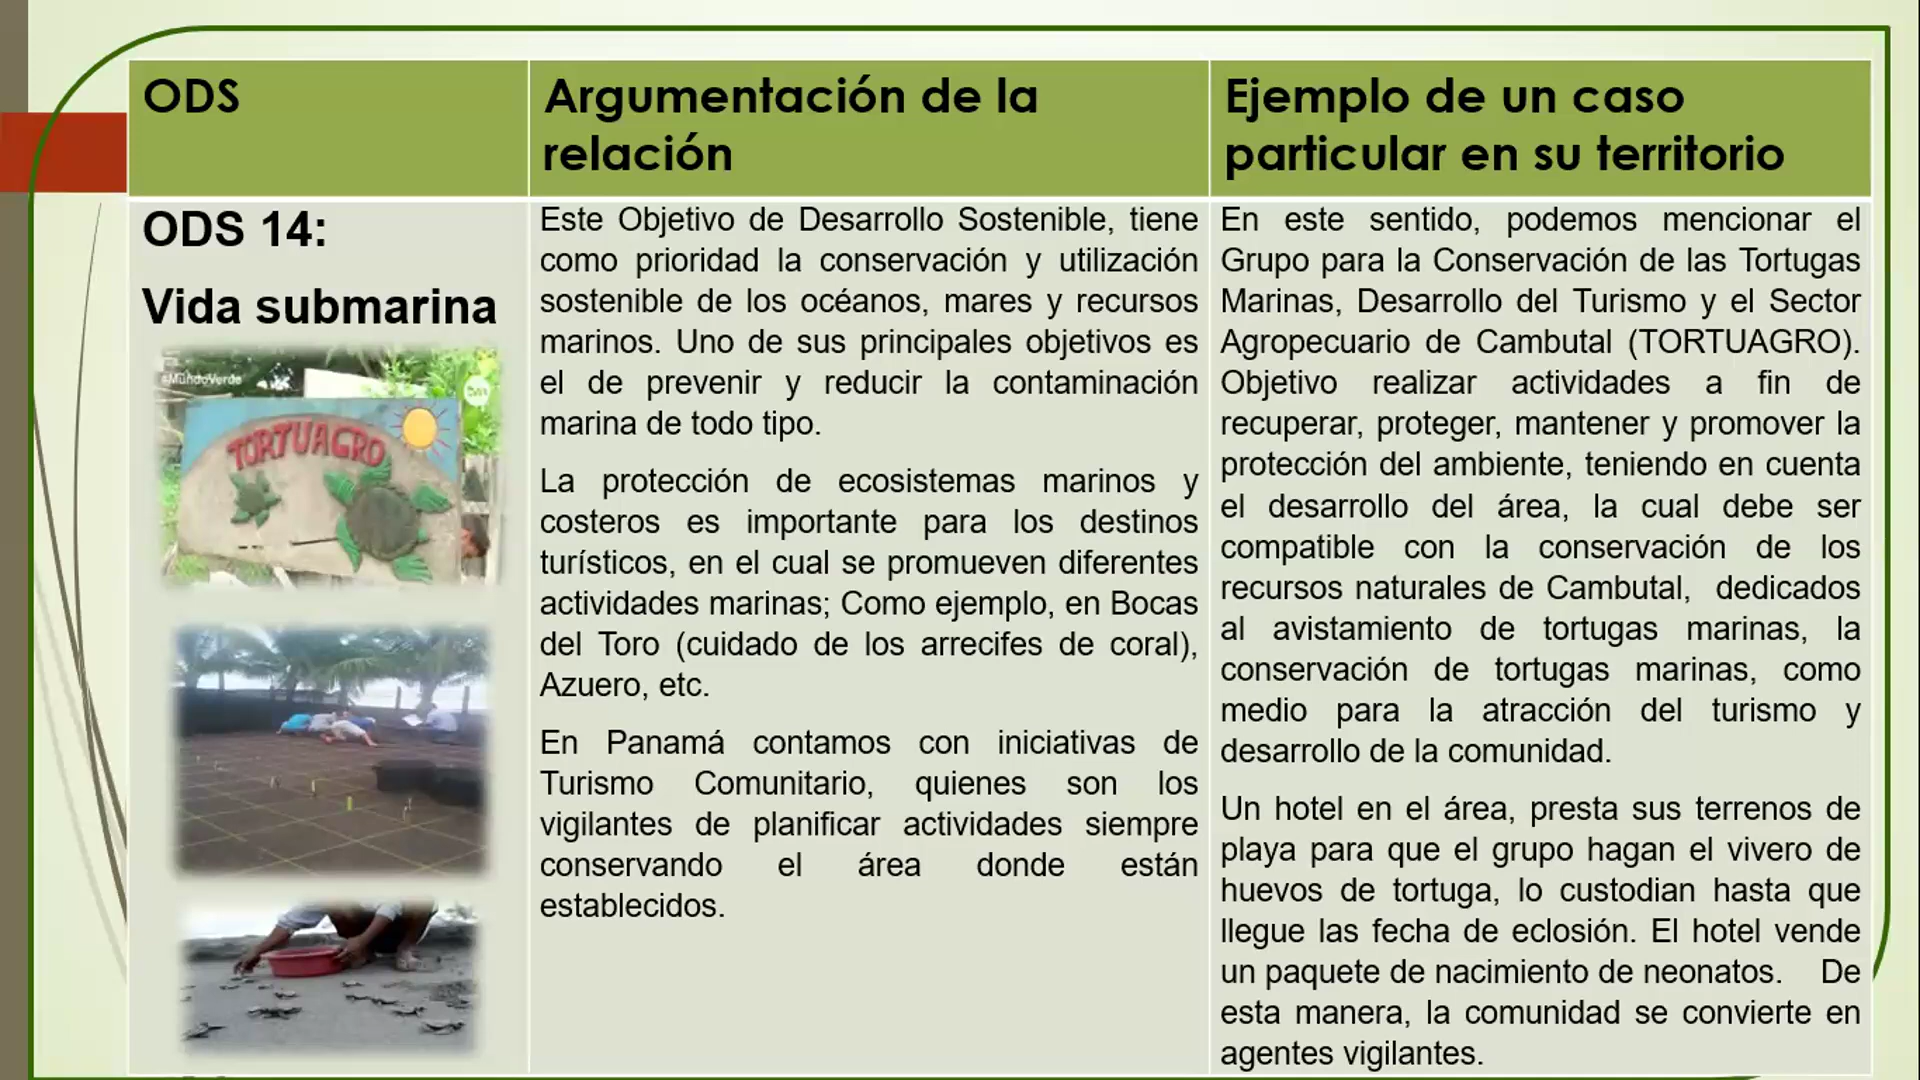 ODS
Argumentación de la
relación
Ejemplo de un caso
particular en su territorio
ODS 14:
Vida submarina
#MundoVerde
TORTUAGRO
Este Objetivo de Desarrollo Sostenible, tiene
como prioridad la conservación y utilización
sostenible de los océanos, mares y recursos
marinos. Uno de sus principales objetivos es
el de prevenir y reducir la contaminación
marina de todo tipo.
La protección de ecosistemas marinos y
costeros es importante para los destinos
turísticos, en el cual se promueven diferentes
actividades marinas; Como ejemplo, en Bocas
del Toro (cuidado de los arrecifes de coral),
Azuero, etc.
En Panamá contamos con iniciativas de
Turismo Comunitario, quienes son los
vigilantes de planificar actividades siempre
conservando el área donde están
establecidos.
En este sentido, podemos mencionar el
Grupo para la Conservación de las Tortugas
Marinas, Desarrollo del Turismo y el Sector
Agropecuario de Cambutal (TORTUAGRO).
Objetivo realizar actividades a fin de
recuperar, proteger, mantener y promover la
protección del ambiente, teniendo en cuenta
el desarrollo del área, la cual debe ser
compatible con la conservación de los
recursos naturales de Cambutal, dedicados
al avistamiento de tortugas marinas, la
conservación de tortugas marinas, como
medio para la atracción del turismo y
desarrollo de la comunidad.
Un hotel en el área, presta sus terrenos de
playa para que el grupo hagan el vivero de
huevos de tortuga, lo custodian hasta que
llegue las fecha de eclosión. El hotel vende
un paquete de nacimiento de neonatos. De
esta manera, la comunidad se convierte en
agentes vigilantes.